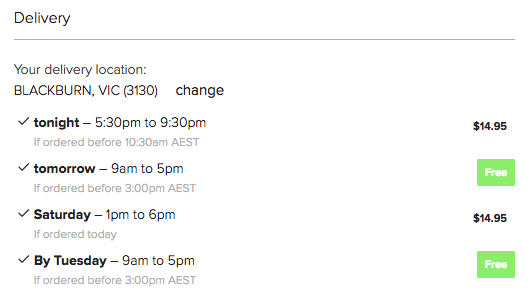 Delivery
Your delivery location:
BLACKBURN, VIC (3130) change
tonight – 5:30pm to 9:30pm $14.95
If ordered before 10:30am AEST
tomorrow – 9am to 5pm Free
If ordered before 3:00pm AEST
Saturday – 1pm to 6pm $14.95
If ordered today
By Tuesday – 9am to 5pm Free
If ordered before 3:00pm AEST